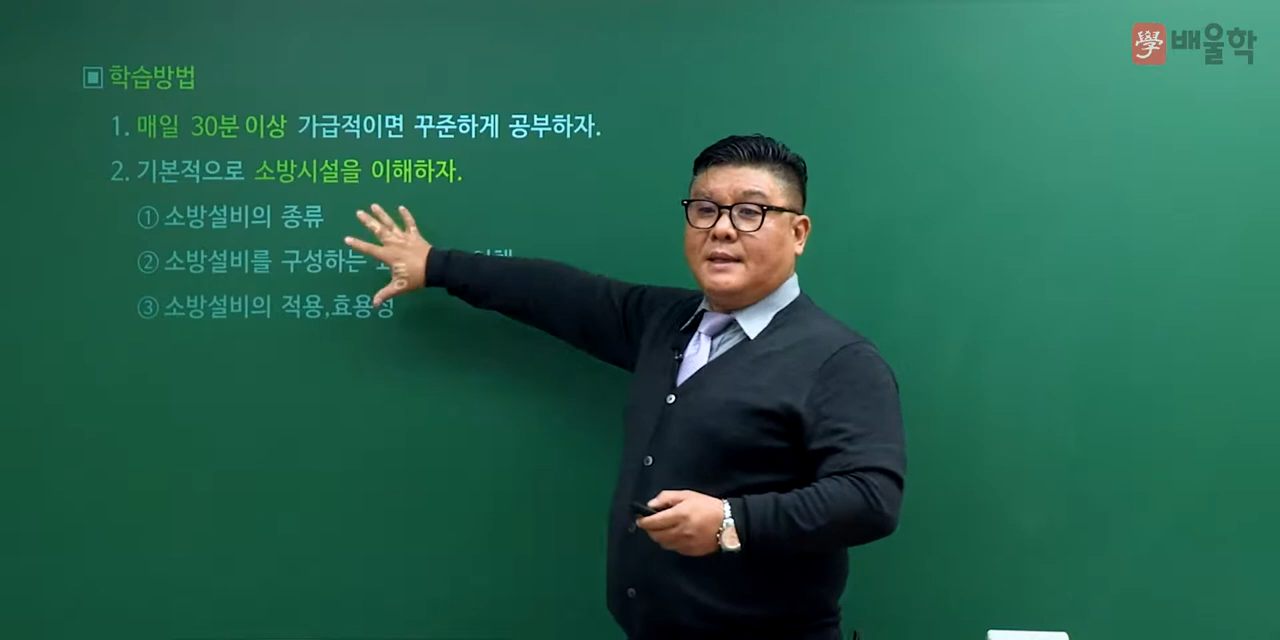 學 배울학
▣ 학습방법
1. 매일 30분 이상 가급적이면 꾸준하게 공부하자.
2. 기본적으로 소방시설을 이해하자.
① 소방설비의 종류
② 소방설비를 구성하는
③ 소방설비의 적용,효용성